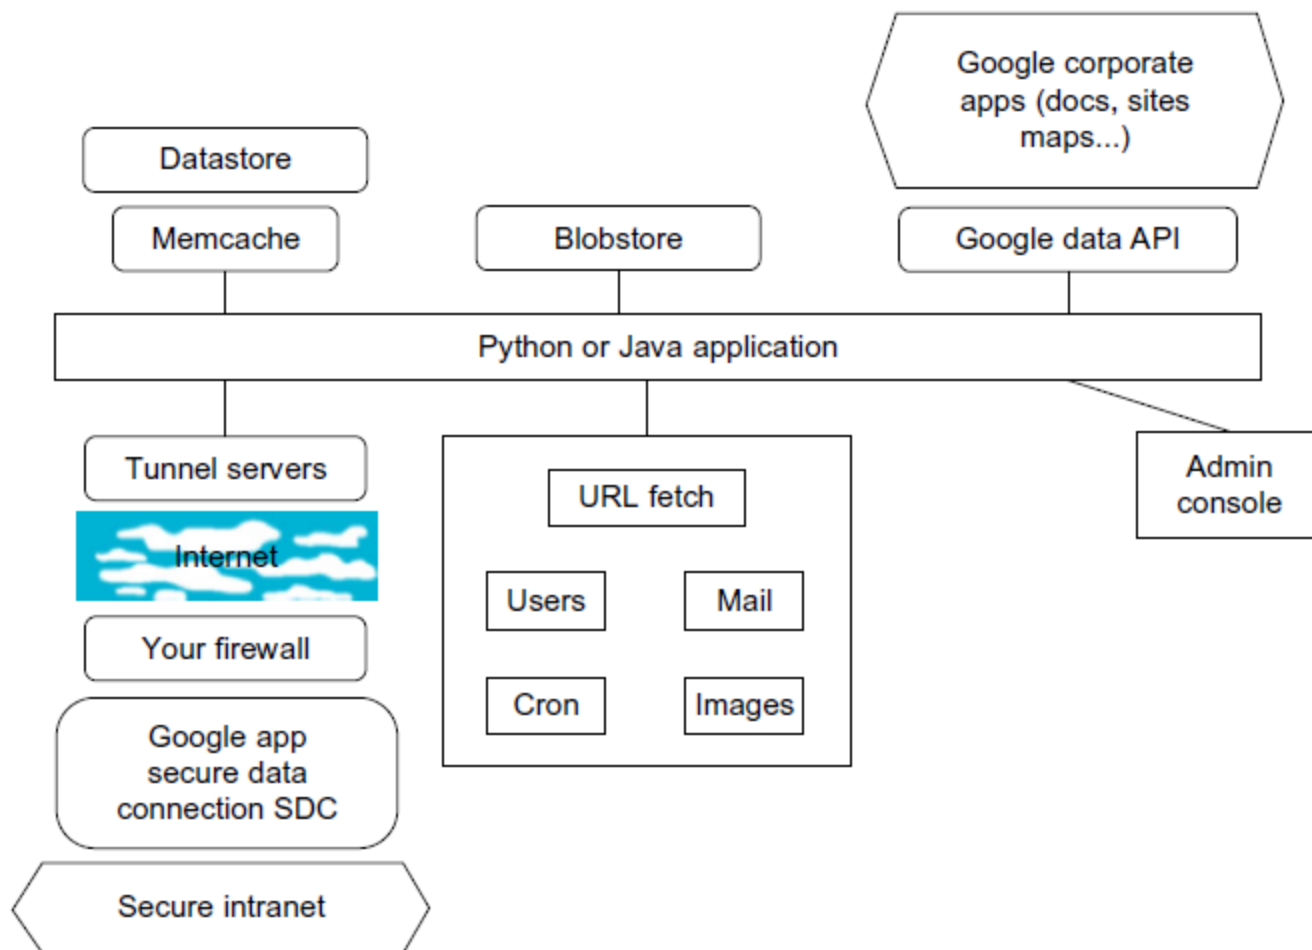 Google corporate
apps (docs, sites
maps...)
Datastore
Memcache
Blobstore
Google data API
Python or Java application
Tunnel servers
Internet
Your firewall
Google app
secure data
connection SDC
Secure intranet
URL fetch
Users
Mail
Cron
Images
Admin
console